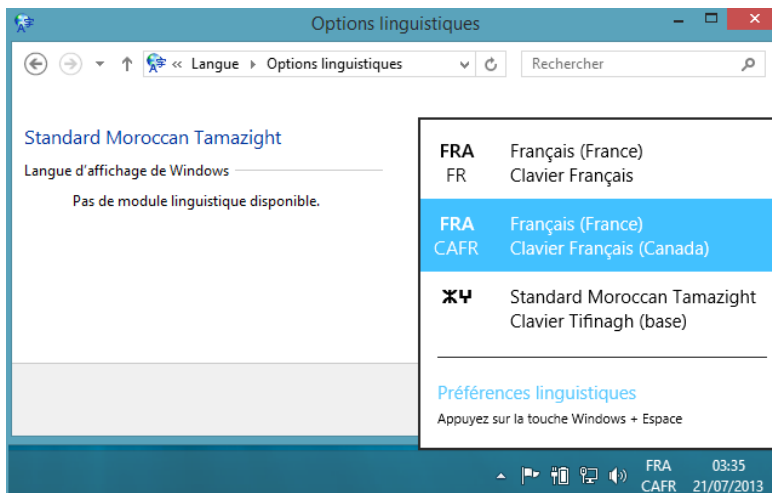 Options linguistiques
« Langue Options linguistiques
Rechercher
Standard Moroccan Tamazight
Langue d'affichage de Windows
Pas de module linguistique disponible.
FRA Français (France)
FR Clavier Français
FRA Français (France)
CAFR Clavier Français (Canada)
ⵣⵖ Standard Moroccan Tamazight
Clavier Tifinagh (base)
Préférences linguistiques
Appuyez sur la touche Windows + Espace
FRA 03:35
CAFR 21/07/2013